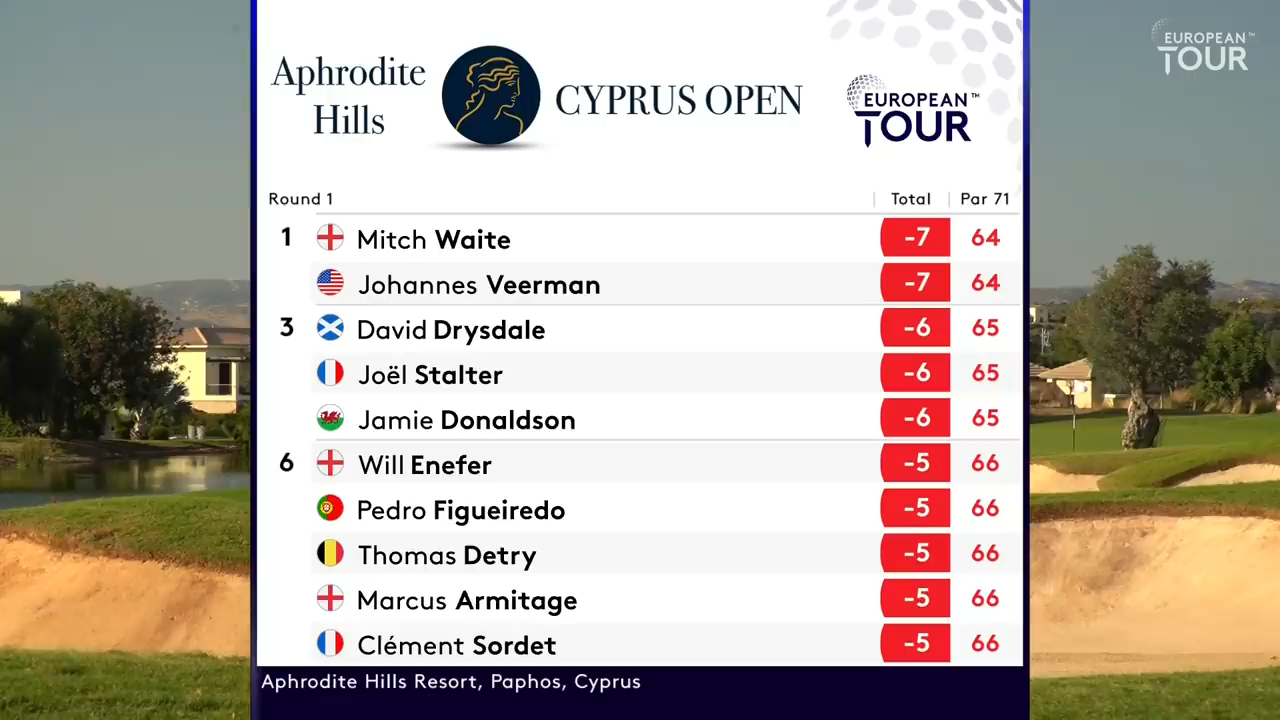 Aphrodite
Hills
CYPRUS OPEN
EUROPEAN™
TOUR
EUROPEAN™
TOUR
Round 1 Total Par 71
1 Mitch Waite -7 64
Johannes Veerman -7 64
3 David Drysdale -6 65
Joël Stalter -6 65
Jamie Donaldson -6 65
6 Will Enefer -5 66
Pedro Figueiredo -5 66
Thomas Detry -5 66
Marcus Armitage -5 66
Clément Sordet -5 66
Aphrodite Hills Resort, Paphos, Cyprus